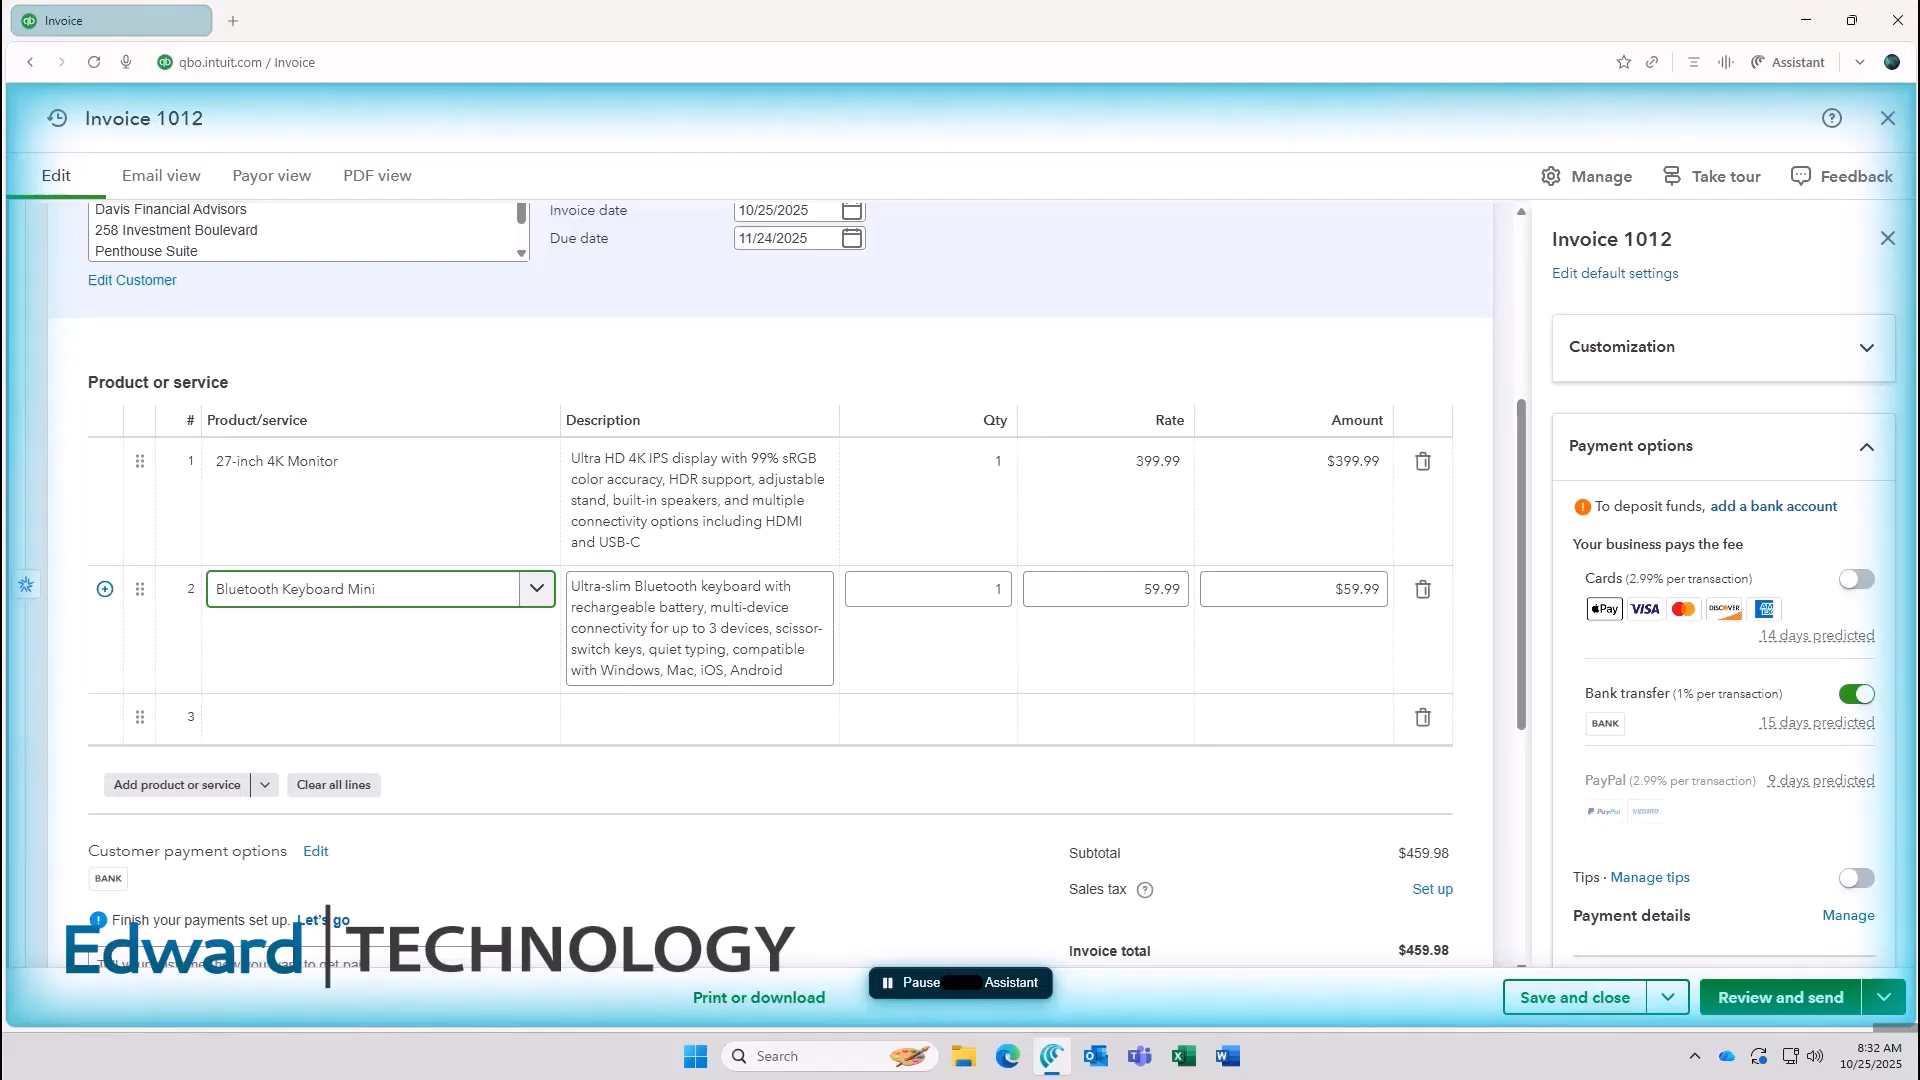 Invoice
qbo.intuit.com / Invoice
Assistant
Invoice 1012
Edit
Email view
Payor view
PDF view
Manage
Take tour
Feedback
Davis Financial Advisors
258 Investment Boulevard
Penthouse Suite
Invoice date
10/25/2025
Due date
11/24/2025
Edit Customer
Product or service
# Product/service Description Qty Rate Amount
1 27-inch 4K Monitor
Ultra HD 4K IPS display with 99% sRGB
color accuracy, HDR support, adjustable
stand, built-in speakers, and multiple
connectivity options including HDMI
and USB-C
1 399.99 $399.99
2 Bluetooth Keyboard Mini
Ultra-slim Bluetooth keyboard with
rechargeable battery, multi-device
connectivity for up to 3 devices, scissor-
switch keys, quiet typing, compatible
with Windows, Mac, iOS, Android
1 59.99 $59.99
3
Add product or service
Clear all lines
Customer payment options Edit
BANK
Finish your payments set up. Let's go
Subtotal $459.98
Sales tax Set up
Invoice total $459.98
Edward TECHNOLOGY
Print or download
Pause Assistant
Save and close
Review and send
Invoice 1012
Edit default settings
Customization
Payment options
To deposit funds, add a bank account
Your business pays the fee
Cards (2.99% per transaction)
Pay VISA DISCOVER AM EX
14 days predicted
Bank transfer (1% per transaction)
BANK
15 days predicted
PayPal (2.99% per transaction) 9 days predicted
PayPal venmo
Tips · Manage tips
Payment details Manage
Search
8:32 AM
10/25/2025